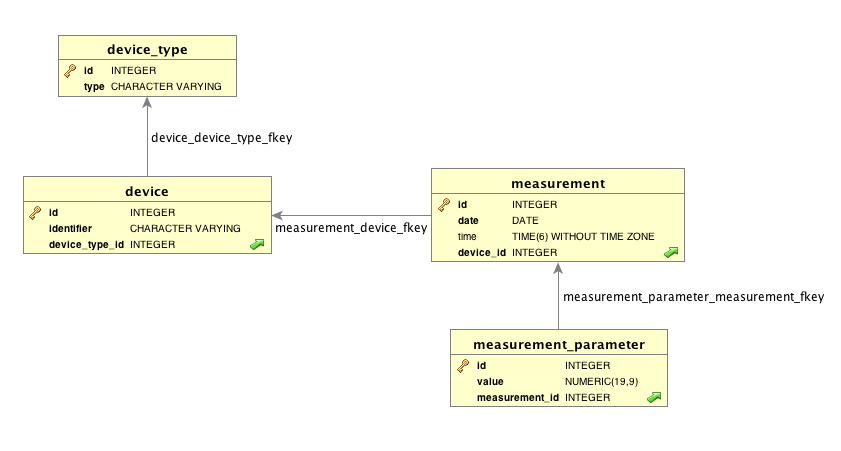 device_type
id INTEGER
type CHARACTER VARYING
device_device_type_fkey
device
id INTEGER
identifier CHARACTER VARYING
device_type_id INTEGER
measurement_device_fkey
measurement
id INTEGER
date DATE
time TIME(6) WITHOUT TIME ZONE
device_id INTEGER
measurement_parameter_measurement_fkey
measurement_parameter
id INTEGER
value NUMERIC(19,9)
measurement_id INTEGER